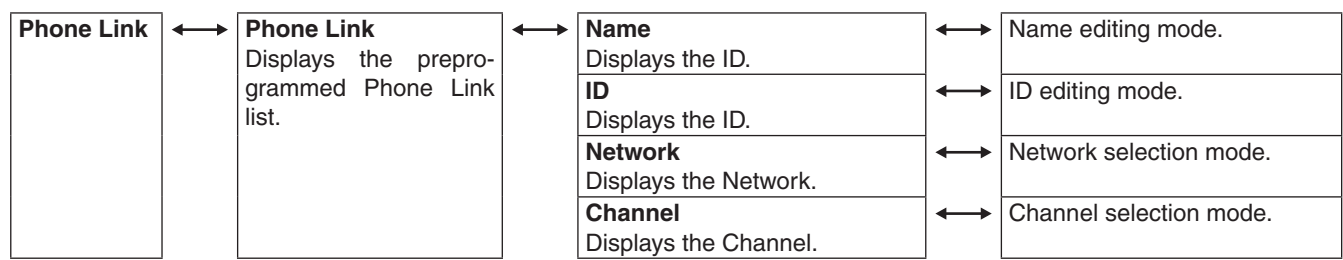 Phone Link
Phone Link
Displays the prepro-
grammed Phone Link
list.
Name
Displays the ID.
Name editing mode.
ID
Displays the ID.
ID editing mode.
Network
Displays the Network.
Network selection mode.
Channel
Displays the Channel.
Channel selection mode.